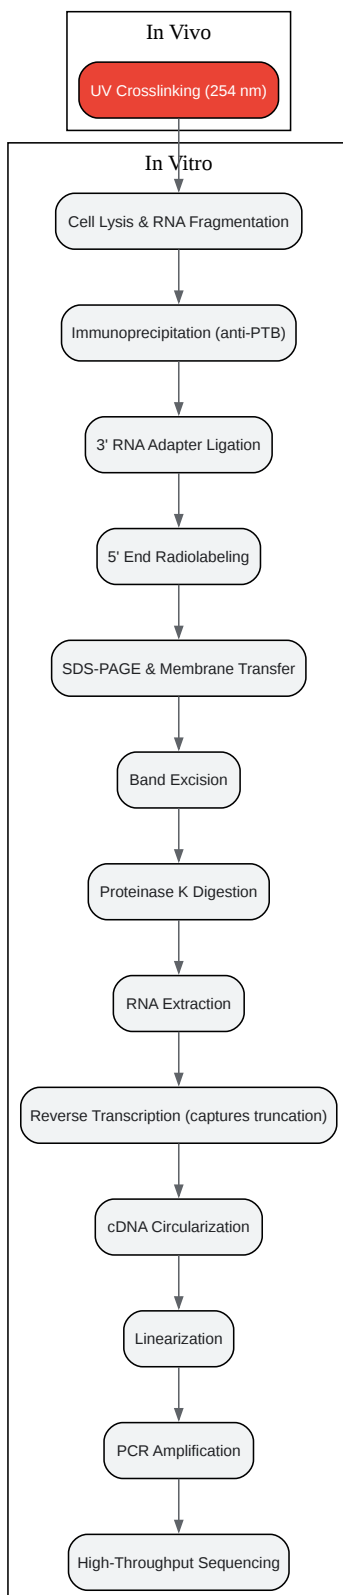 In Vivo
UV Crosslinking (254 nm)
In Vitro
Cell Lysis & RNA Fragmentation
Immunoprecipitation (anti-PTB)
3' RNA Adapter Ligation
5' End Radiolabeling
SDS-PAGE & Membrane Transfer
Band Excision
Proteinase K Digestion
RNA Extraction
Reverse Transcription (captures truncation)
cDNA Circularization
Linearization
PCR Amplification
High-Throughput Sequencing